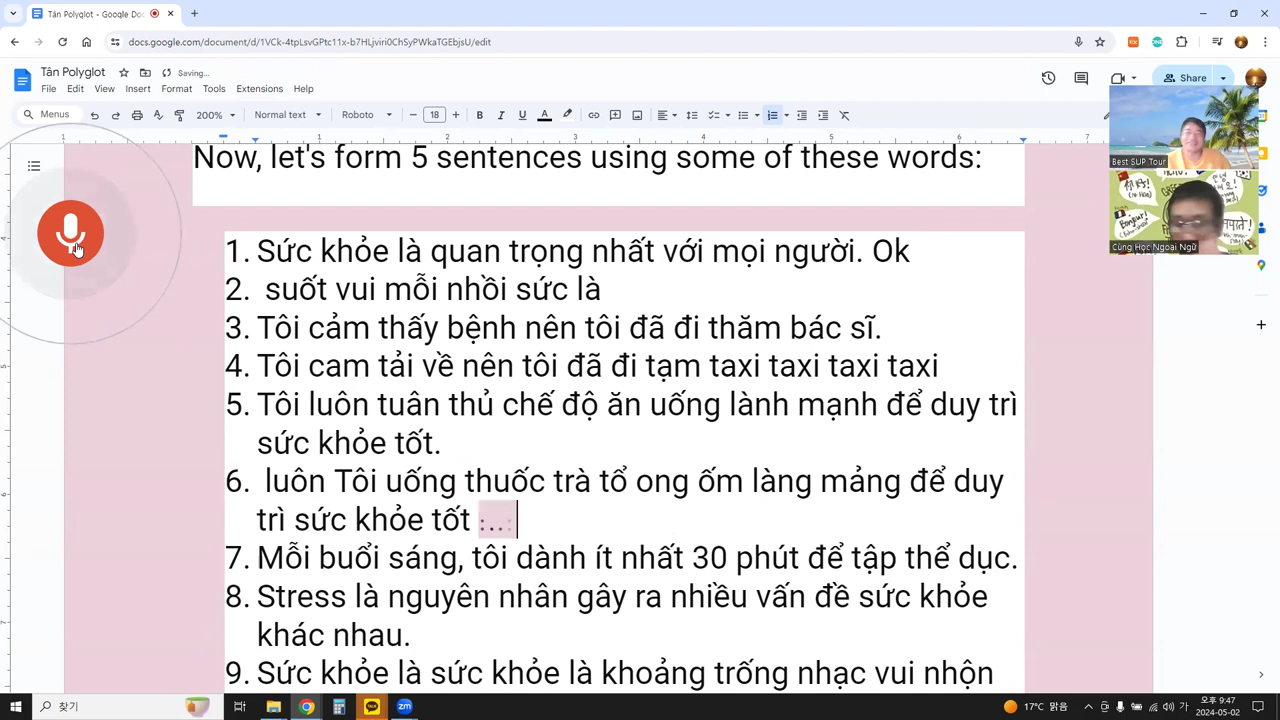 Tân Polyglot - Google Doc
docs.google.com/document/d/1VCk-4tpLsvGPtc11x-b7HLjviri0ChSyPWkaTGEbjsU/edit
Tân Polyglot
Saving...
File Edit View Insert Format Tools Extensions Help
Share
Menus
200%
Normal text
Roboto
18
Now, let's form 5 sentences using some of these words:
1. Sức khỏe là quan trọng nhất với mọi người. Ok
2. suốt vui mỗi nhồi sức là
3. Tôi cảm thấy bệnh nên tôi đã đi thăm bác sĩ.
4. Tôi cam tải về nên tôi đã đi tạm taxi taxi taxi taxi
5. Tôi luôn tuân thủ chế độ ăn uống lành mạnh để duy trì
sức khỏe tốt.
6. luôn Tôi uống thuốc trà tổ ong ốm làng mảng để duy
trì sức khỏe tốt
7. Mỗi buổi sáng, tôi dành ít nhất 30 phút để tập thể dục.
8. Stress là nguyên nhân gây ra nhiều vấn đề sức khỏe
khác nhau.
9. Sức khỏe là sức khỏe là khoảng trống nhạc vui nhộn
Best SUP Tour
Bonjour!
Cùng Học Ngoại Ngữ
찾기
17°C 맑음
오후 9:47
2024-05-02